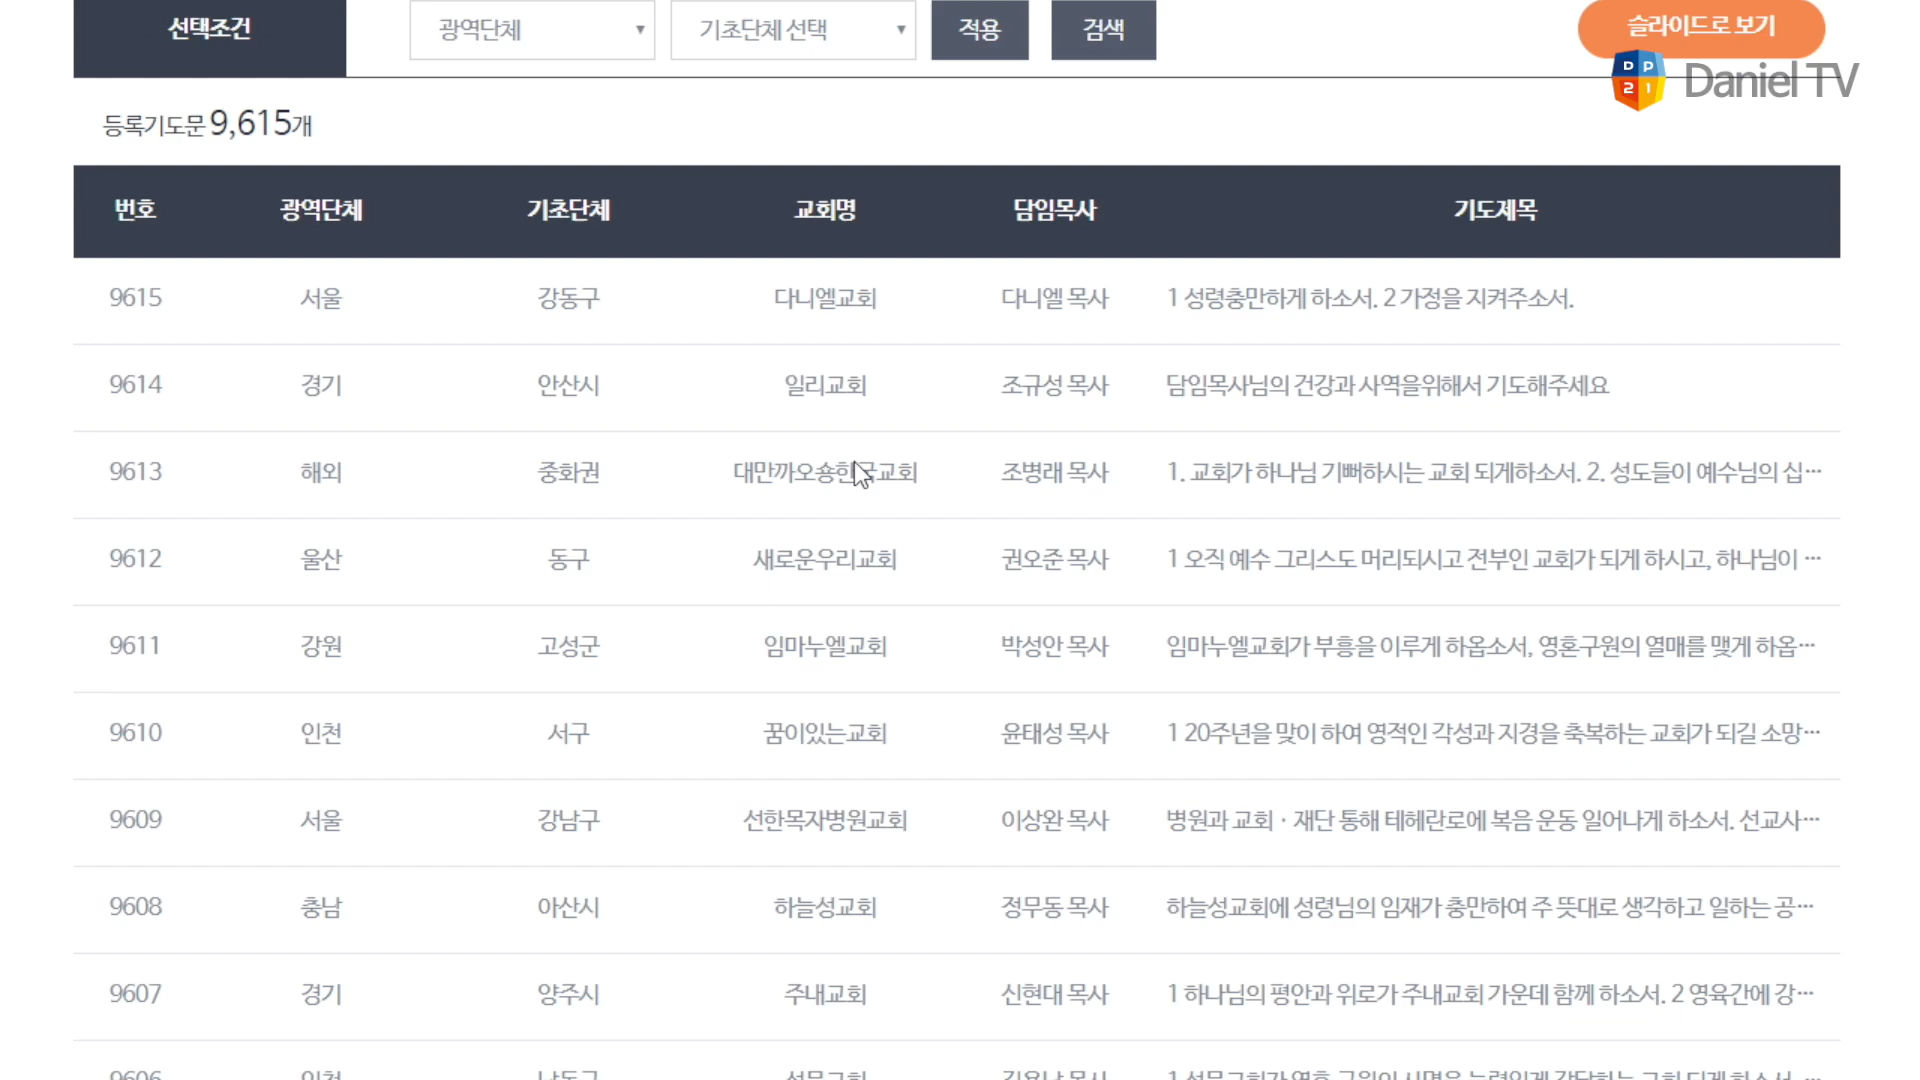 선택조건 광역단체 기초단체 선택 적용 검색 슬라이드로 보기
DP21 Daniel TV
등록기도문 9,615개
번호 광역단체 기초단체 교회명 담임목사 기도제목
9615 서울 강동구 다니엘교회 다니엘 목사 1 성령충만하게 하소서. 2 가정을 지켜주소서.
9614 경기 안산시 일리교회 조규성 목사 담임목사님의 건강과 사역을위해서 기도해주세요
9613 해외 중화권 대만까오숑한국교회 조병래 목사 1. 교회가 하나님 기뻐하시는 교회 되게하소서. 2. 성도들이 예수님의 십…
9612 울산 동구 새로운우리교회 권오준 목사 1 오직 예수 그리스도 머리되시고 전부인 교회가 되게 하시고, 하나님이 …
9611 강원 고성군 임마누엘교회 박성안 목사 임마누엘교회가 부흥을 이루게 하옵소서, 영혼구원의 열매를 맺게 하옵…
9610 인천 서구 꿈이있는교회 윤태성 목사 1 20주년을 맞이 하여 영적인 각성과 지경을 축복하는 교회가 되길 소망…
9609 서울 강남구 선한목자병원교회 이상완 목사 병원과 교회 · 재단 통해 테헤란로에 복음 운동 일어나게 하소서. 선교사…
9608 충남 아산시 하늘성교회 정무동 목사 하늘성교회에 성령님의 임재가 충만하여 주 뜻대로 생각하고 일하는 공…
9607 경기 양주시 주내교회 신현대 목사 1 하나님의 평안과 위로가 주내교회 가운데 함께 하소서. 2 영육간에 강…
9606 인천 남동구